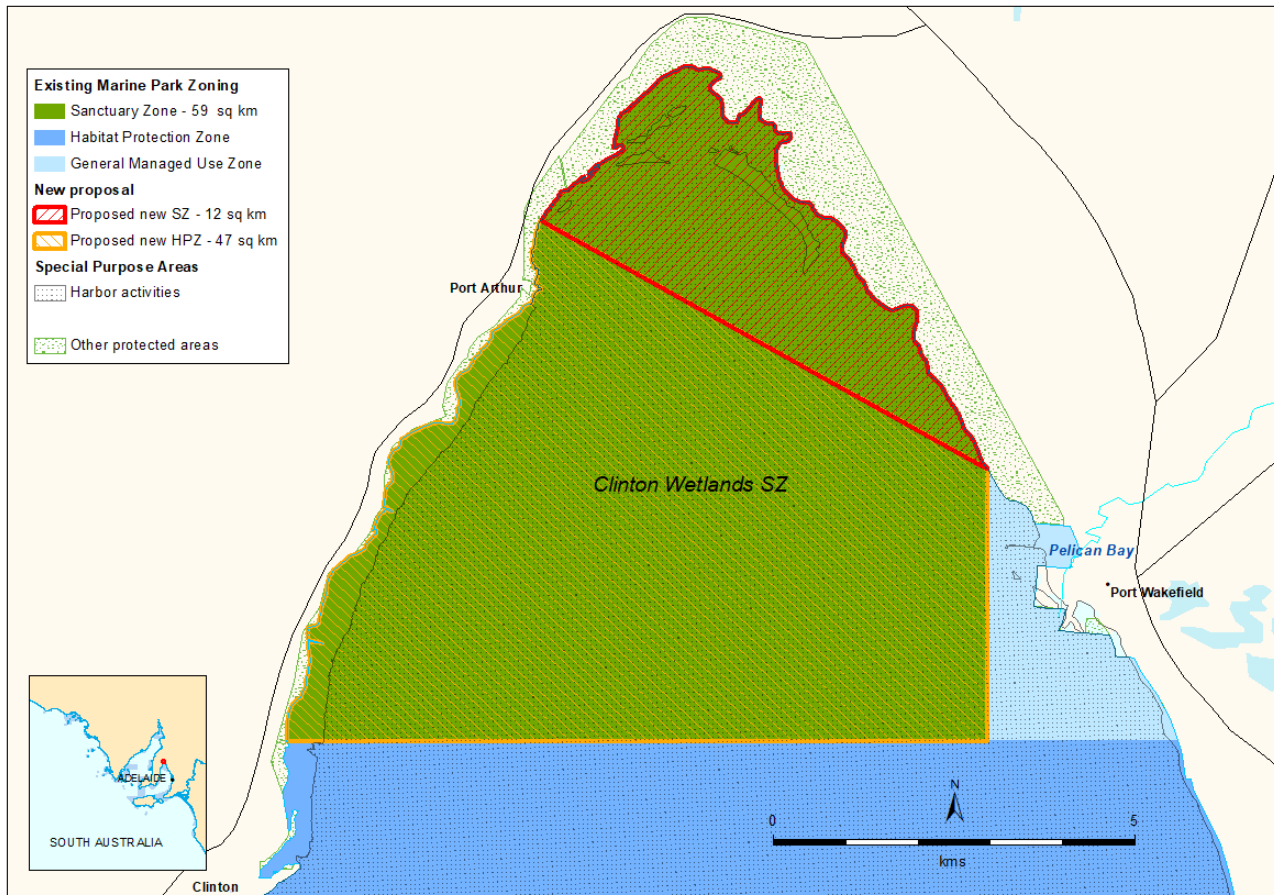 Existing Marine Park Zoning
Sanctuary Zone - 59 sq km
Habitat Protection Zone
General Managed Use Zone
New proposal
Proposed new SZ - 12 sq km
Proposed new HPZ - 47 sq km
Special Purpose Areas
Harbor activities
Other protected areas
Port Arthur
Clinton Wetlands SZ
Pelican Bay
Port Wakefield
ADELAIDE
SOUTH AUSTRALIA
Clinton
N
0 5
kms